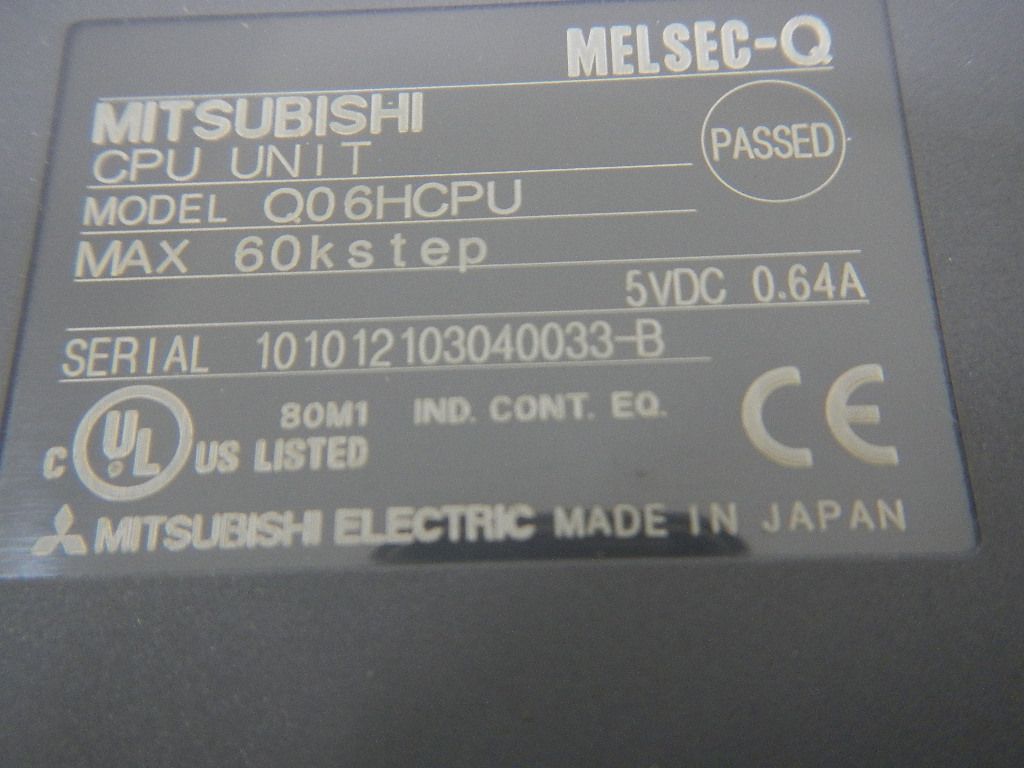 MELSEC-Q
MITSUBISHI
CPU UNIT
PASSED
MODEL Q06HCPU
MAX 60kstep
5VDC 0.64A
SERIAL 101012103040033-B
C UL US LISTED 80M1 IND. CONT. EQ.
CE
MITSUBISHI ELECTRIC MADE IN JAPAN